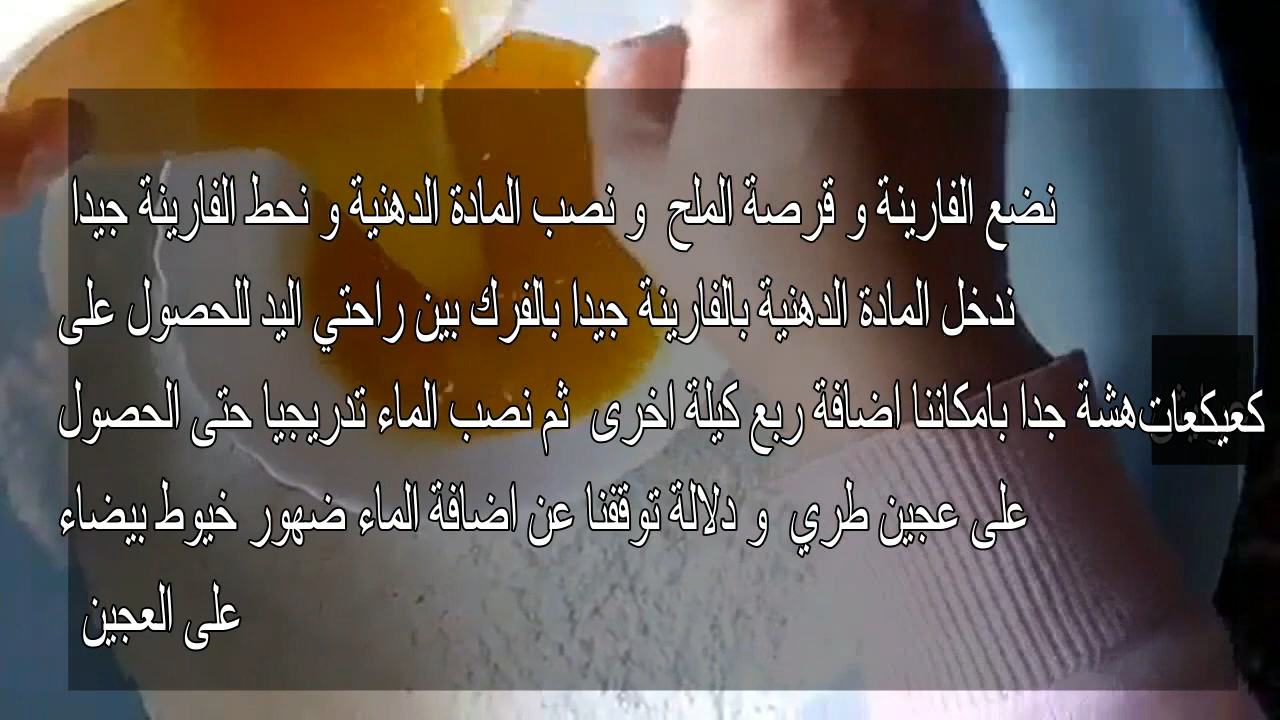 نضع الفارينة و قرصة الملح و نصب المادة الدهنية و نحط الفارينة جيدا
ندخل المادة الدهنية بالفارينة جيدا بالفرك بين راحتي اليد للحصول على
كعيكعات هشة جدا بامكاننا اضافة ربع كيلة اخرى ثم نصب الماء تدريجيا حتى الحصول
على عجين طري و دلالة توقفنا عن اضافة الماء ضهور خيوط بيضاء
على العجين